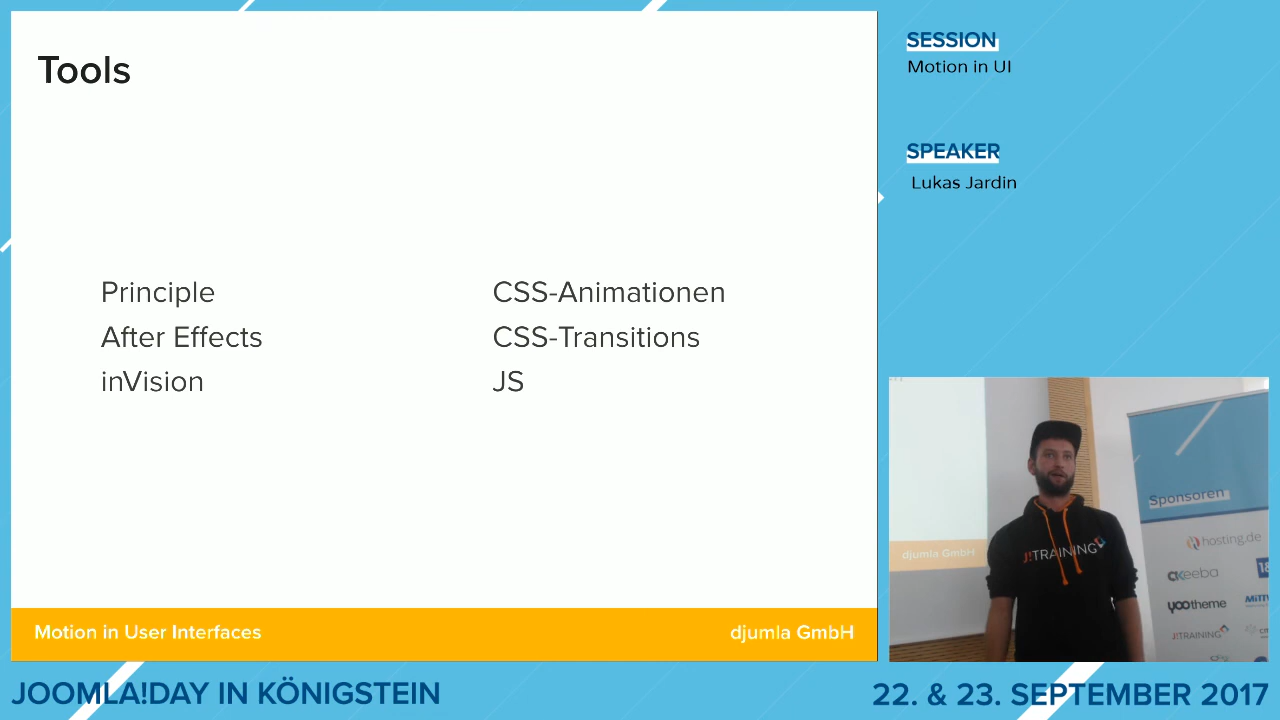 Tools
Principle
After Effects
inVision
CSS-Animationen
CSS-Transitions
JS
Motion in User Interfaces
djumla GmbH
SESSION
Motion in UI
SPEAKER
Lukas Jardin
djumla GmbH
J!TRAINING
Sponsoren
hosting.de
akeeba
yootheme
J!TRAINING
JOOMLA!DAY IN KÖNIGSTEIN
22. & 23. SEPTEMBER 2017